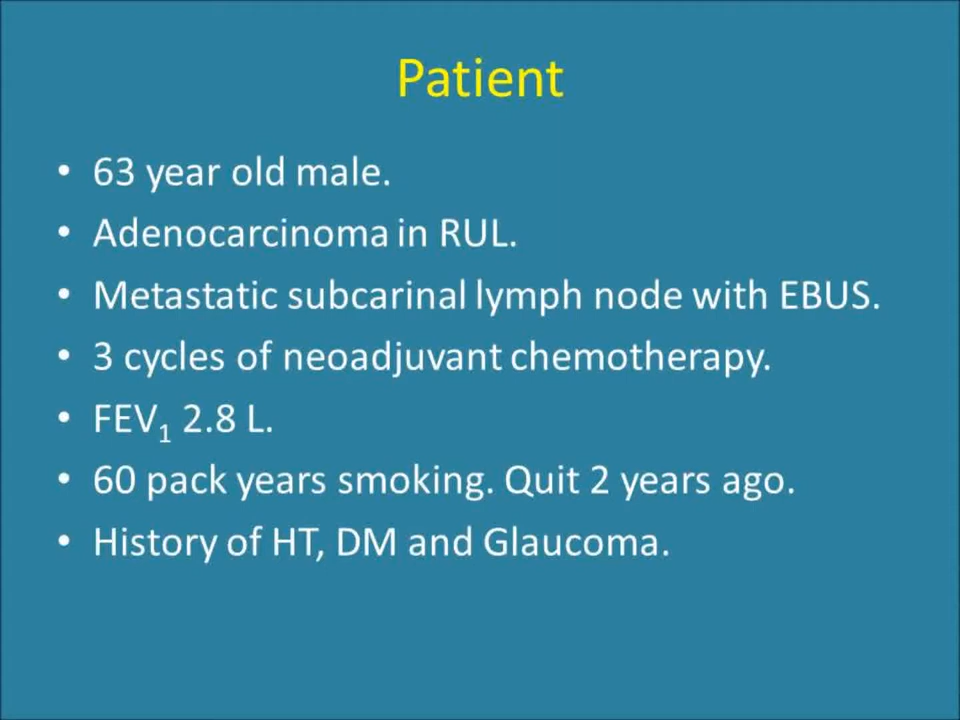 Patient
• 63 year old male.
• Adenocarcinoma in RUL.
• Metastatic subcarinal lymph node with EBUS.
• 3 cycles of neoadjuvant chemotherapy.
• FEV₁ 2.8 L.
• 60 pack years smoking. Quit 2 years ago.
• History of HT, DM and Glaucoma.